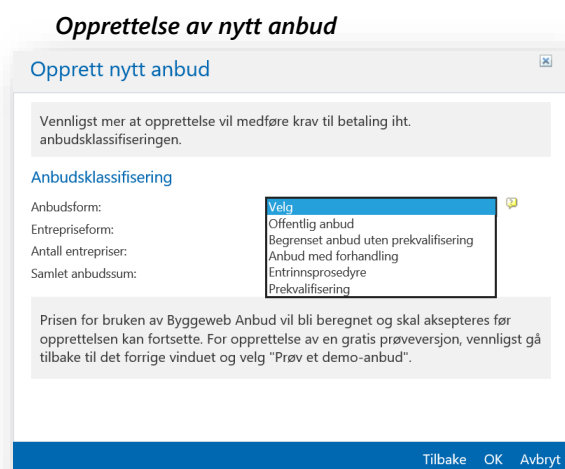 Opprettelse av nytt anbud
Opprett nytt anbud
Vennligst mer at opprettelse vil medføre krav til betaling iht.
anbudsklassifiseringen.
Anbudsklassifisering
Anbudsform:
Velg
Offentlig anbud
Entrepriseform:
Begrenset anbud uten prekvalifisering
Antall entrepriser:
Anbud med forhandling
Samlet anbudssum:
Entrinnsprosedyre
Prekvalifisering
Prisen for bruken av Byggeweb Anbud vil bli beregnet og skal aksepteres før
opprettelsen kan fortsette. For opprettelse av en gratis prøveversjon, vennligst gå
tilbake til det forrige vinduet og velg "Prøv et demo-anbud".
Tilbake OK Avbryt